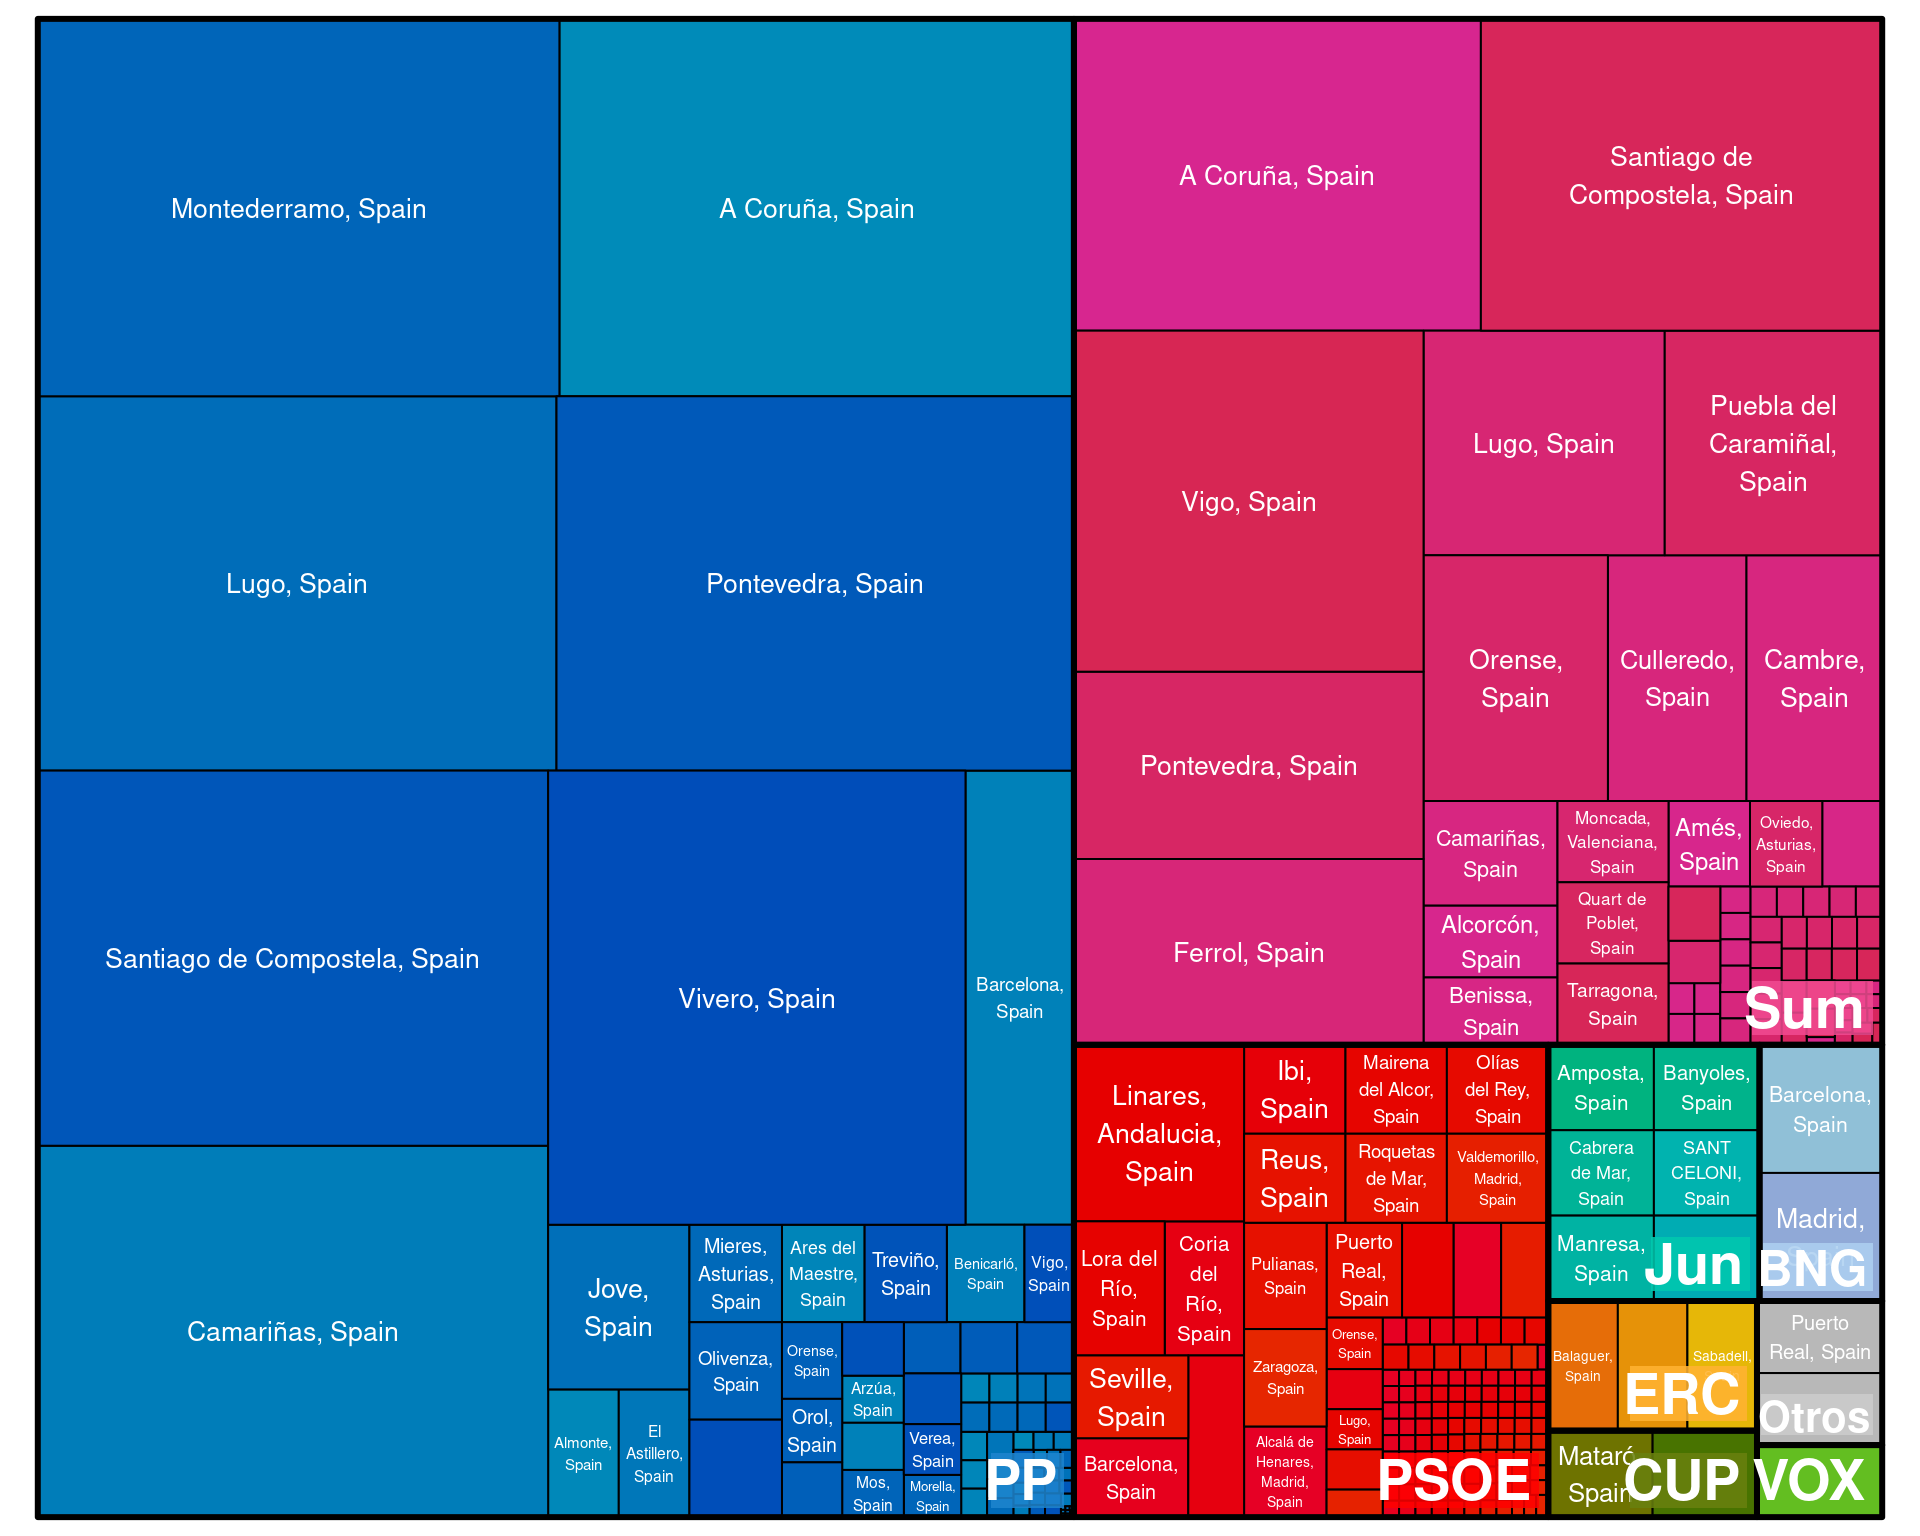 Montederramo, Spain
A Coruña, Spain
Lugo, Spain
Pontevedra, Spain
Santiago de Compostela, Spain
Vivero, Spain
Barcelona,
Spain
Camariñas, Spain
Jove,
Spain
Mieres,
Asturias,
Spain
Ares del
Maestre,
Spain
Treviño,
Spain
Benicarló,
Spain
Vigo,
Spain
Olivenza,
Spain
Orense,
Spain
Arzúa,
Spain
Orol,
Spain
Verea,
Spain
Almonte,
Spain
El
Astillero,
Spain
Mos,
Spain
Morella,
Spain
PP
A Coruña, Spain
Santiago de
Compostela, Spain
Vigo, Spain
Lugo, Spain
Puebla del
Caramiñal,
Spain
Orense,
Spain
Culleredo,
Spain
Cambre,
Spain
Pontevedra, Spain
Ferrol, Spain
Camariñas,
Spain
Moncada,
Valenciana,
Spain
Amés,
Spain
Oviedo,
Asturias,
Spain
Alcorcón,
Spain
Quart de
Poblet,
Spain
Benissa,
Spain
Tarragona,
Spain
Sum
Linares,
Andalucia,
Spain
Ibi,
Spain
Mairena
del Alcor,
Spain
Olías
del Rey,
Spain
Reus,
Spain
Roquetas
de Mar,
Spain
Valdemorillo,
Madrid,
Spain
Lora del
Río,
Spain
Coria
del
Río,
Spain
Pulianas,
Spain
Puerto
Real,
Spain
Seville,
Spain
Zaragoza,
Spain
Orense,
Spain
Lugo,
Spain
Barcelona,
Spain
Alcalá de
Henares,
Madrid,
Spain
PSOE
Amposta,
Spain
Banyoles,
Spain
Cabrera
de Mar,
Spain
SANT
CELONI,
Spain
Manresa,
Spain
Jun
Barcelona,
Spain
Madrid,
BNG
Balaguer,
Spain
Sabadell,
ERC
Puerto
Real, Spain
Otros
Mataró,
Spain
CUP
VOX